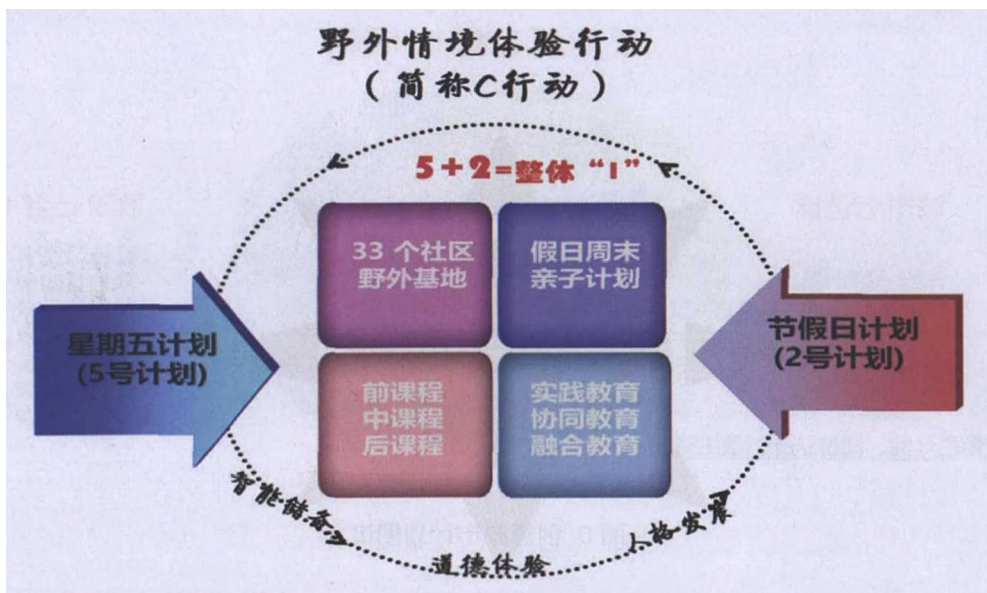 野外情境体验行动
（简称C行动）
5+2=整体“1”
33 个社区
野外基地
假日周末
亲子计划
星期五计划
(5号计划)
节假日计划
(2号计划)
前课程
中课程
后课程
实践教育
协同教育
融合教育
智能储备
道德体验
人格发展